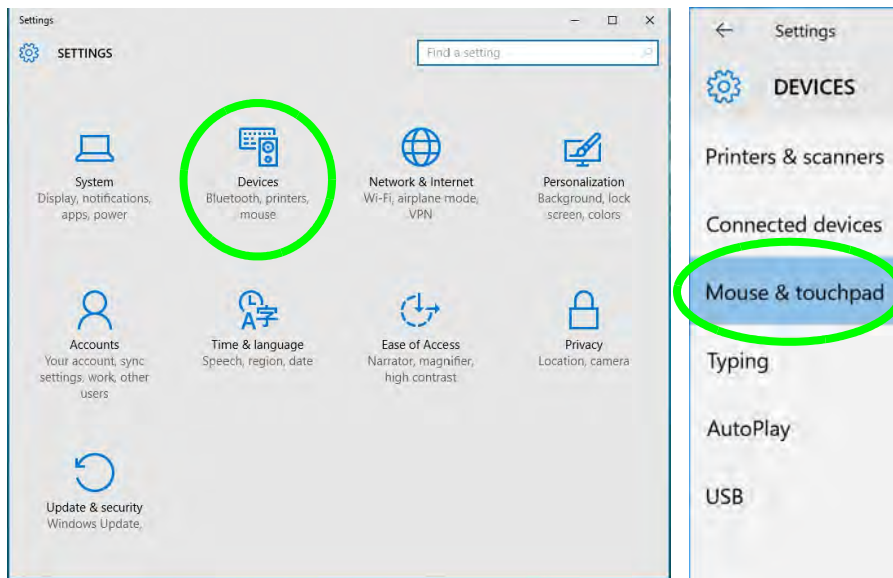 Settings
SETTINGS
Find a setting
System
Display, notifications,
apps, power
Devices
Bluetooth, printers,
mouse
Network & Internet
Wi-Fi, airplane mode,
VPN
Personalization
Background, lock
screen, colors
Accounts
Your account, sync
settings, work, other
users
Time & language
Speech, region, date
Ease of Access
Narrator, magnifier,
high contrast
Privacy
Location, camera
Update & security
Windows Update,
Settings
DEVICES
Printers & scanners
Connected devices
Mouse & touchpad
Typing
AutoPlay
USB